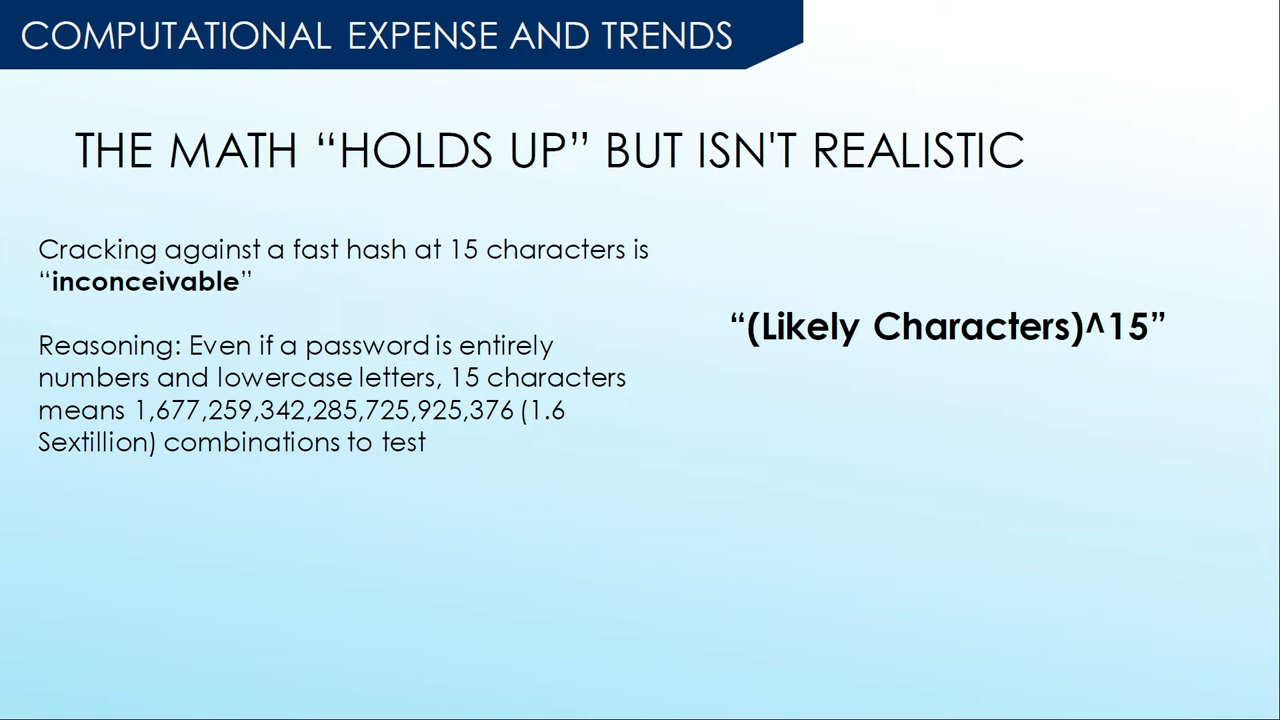 COMPUTATIONAL EXPENSE AND TRENDS
THE MATH “HOLDS UP” BUT ISN'T REALISTIC
Cracking against a fast hash at 15 characters is
“inconceivable”
Reasoning: Even if a password is entirely
numbers and lowercase letters, 15 characters
means 1,677,259,342,285,725,925,376 (1.6
Sextillion) combinations to test
“(Likely Characters)^15”